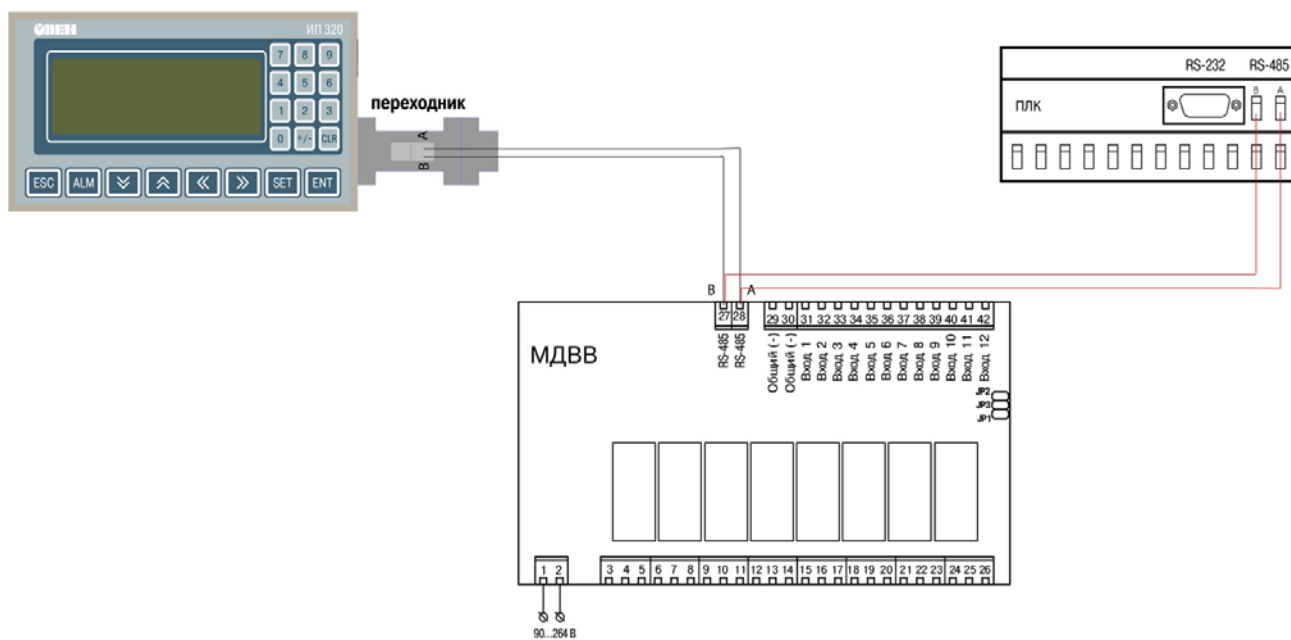 ОВЕН ИП 320
7 8 9
4 5 6
1 2 3
0 +/- CLR
ESC ALM SET ENT
переходник
A
B
RS-232 RS-485
B A
ПЛК
B A
27 28 29 30 31 32 33 34 35 36 37 38 39 40 41 42
RS-485
RS-485
Общий (-)
Общий (-)
Вход 1
Вход 2
Вход 3
Вход 4
Вход 5
Вход 6
Вход 7
Вход 8
Вход 9
Вход 10
Вход 11
Вход 12
МДВВ
JP2
JP3
JP1
1 2 3 4 5 6 7 8 9 10 11 12 13 14 15 16 17 18 19 20 21 22 23 24 25 26
90...264 В